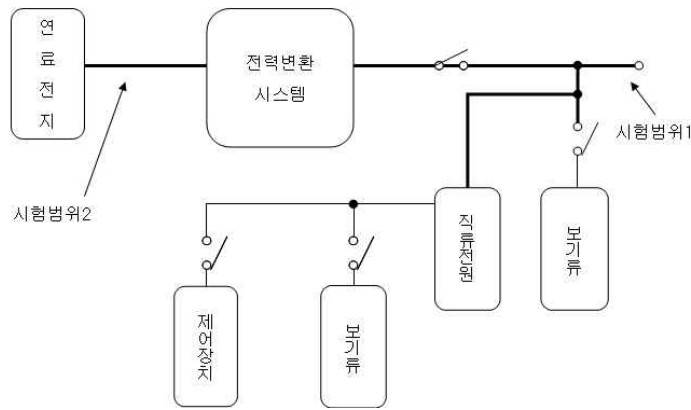 연료전지
전력변환
시스템
시험범위1
시험범위2
직류전원
보기류
제어장치
보기류